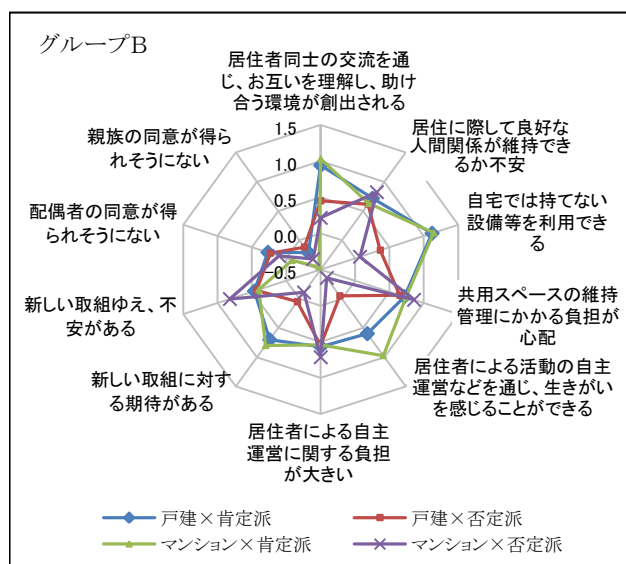 グループB
居住者同士の交流を通
じ、お互いを理解し、助け
合う環境が創出される
居住に際して良好な
人間関係が維持でき
るか不安
自宅では持てない
設備等を利用でき
る
共用スペースの維持
管理にかかる負担が
心配
居住者による活動の自主
運営などを通じ、生きがい
を感じることができる
居住者による自主
運営に関する負担
が大きい
新しい取組に対す
る期待がある
新しい取組ゆえ、不
安がある
配偶者の同意が得
られそうにない
親族の同意が得ら
れそうにない
1.5
1.0
0.5
0.0
−0.5
戸建×肯定派
戸建×否定派
マンション×肯定派
マンション×否定派